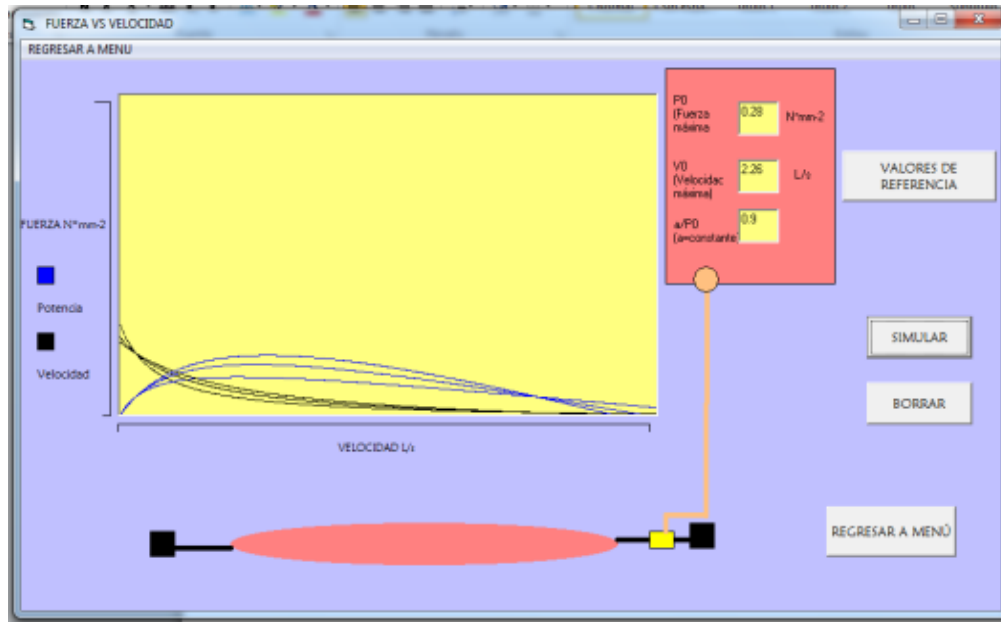 FUERZA VS VELOCIDAD
REGRESAR A MENU
P0
(Fuerza
máxima
0.28
N*mm-2
V0
(Velocidac
máxima)
2.26
L/s
a/P0
(a=constante)
0.9
VALORES DE
REFERENCIA
FUERZA N*mm-2
Potencia
Velocidad
SIMULAR
BORRAR
VELOCIDAD L/s
REGRESAR A MENÚ